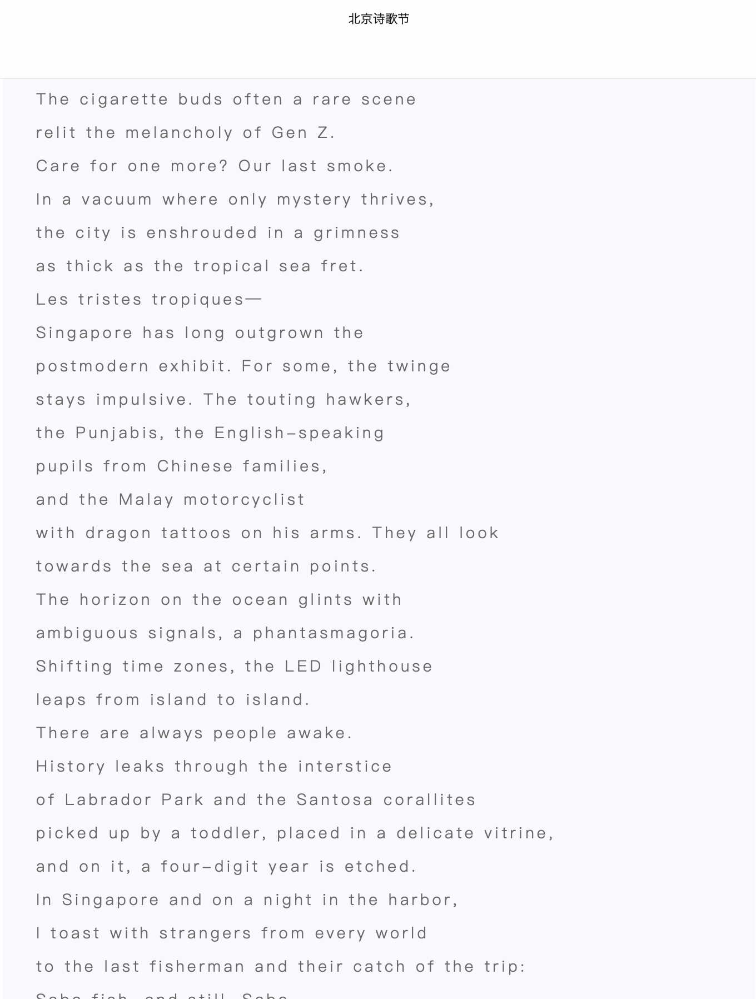 北京诗歌节
The cigarette buds often a rare scene
relit the melancholy of Gen Z.
Care for one more? Our last smoke.
In a vacuum where only mystery thrives,
the city is enshrouded in a grimness
as thick as the tropical sea fret.
Les tristes tropiques—
Singapore has long outgrown the
postmodern exhibit. For some, the twinge
stays impulsive. The touting hawkers,
the Punjabis, the English-speaking
pupils from Chinese families,
and the Malay motorcyclist
with dragon tattoos on his arms. They all look
towards the sea at certain points.
The horizon on the ocean glints with
ambiguous signals, a phantasmagoria.
Shifting time zones, the LED lighthouse
leaps from island to island.
There are always people awake.
History leaks through the interstice
of Labrador Park and the Santosa corallites
picked up by a toddler, placed in a delicate vitrine,
and on it, a four-digit year is etched.
In Singapore and on a night in the harbor,
I toast with strangers from every world
to the last fisherman and their catch of the trip:
Saba fish, and still, Saba